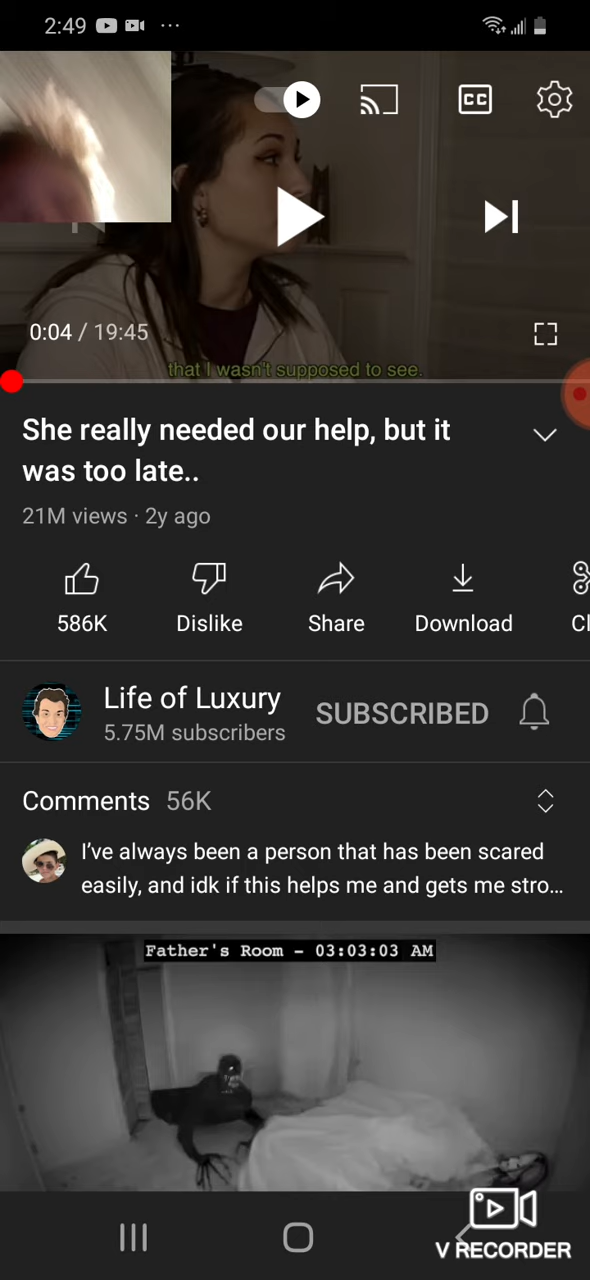 2:49
CC
0:04 / 19:45
that I wasn't supposed to see.
She really needed our help, but it
was too late..
21M views · 2y ago
586K
Dislike
Share
Download
Cl
Life of Luxury
5.75M subscribers
SUBSCRIBED
Comments 56K
I've always been a person that has been scared
easily, and idk if this helps me and gets me stro...
Father's Room - 03:03:03 AM
V RECORDER